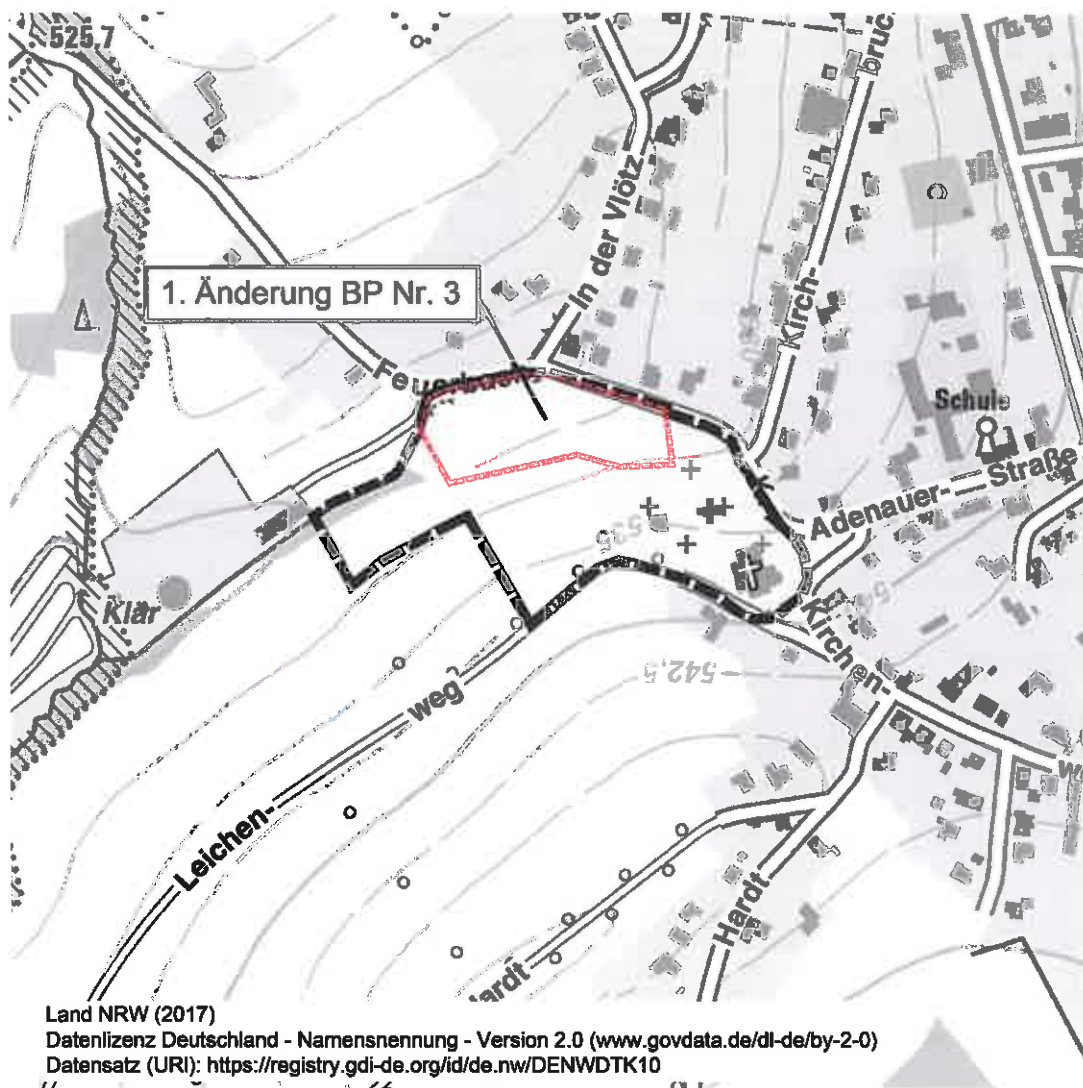 525,7
bruch
In der Vlötz
Kirch-
1. Änderung BP Nr. 3
Schule
Adenauer-
Straße
Klär
535
Kirchen-
542,5
weg
Leichen-
Hardt
Land NRW (2017)
Datenlizenz Deutschland - Namensnennung - Version 2.0 (www.govdata.de/dl-de/by-2-0)
Datensatz (URI): https://registry.gdi-de.org/id/de.nw/DENWDTK10